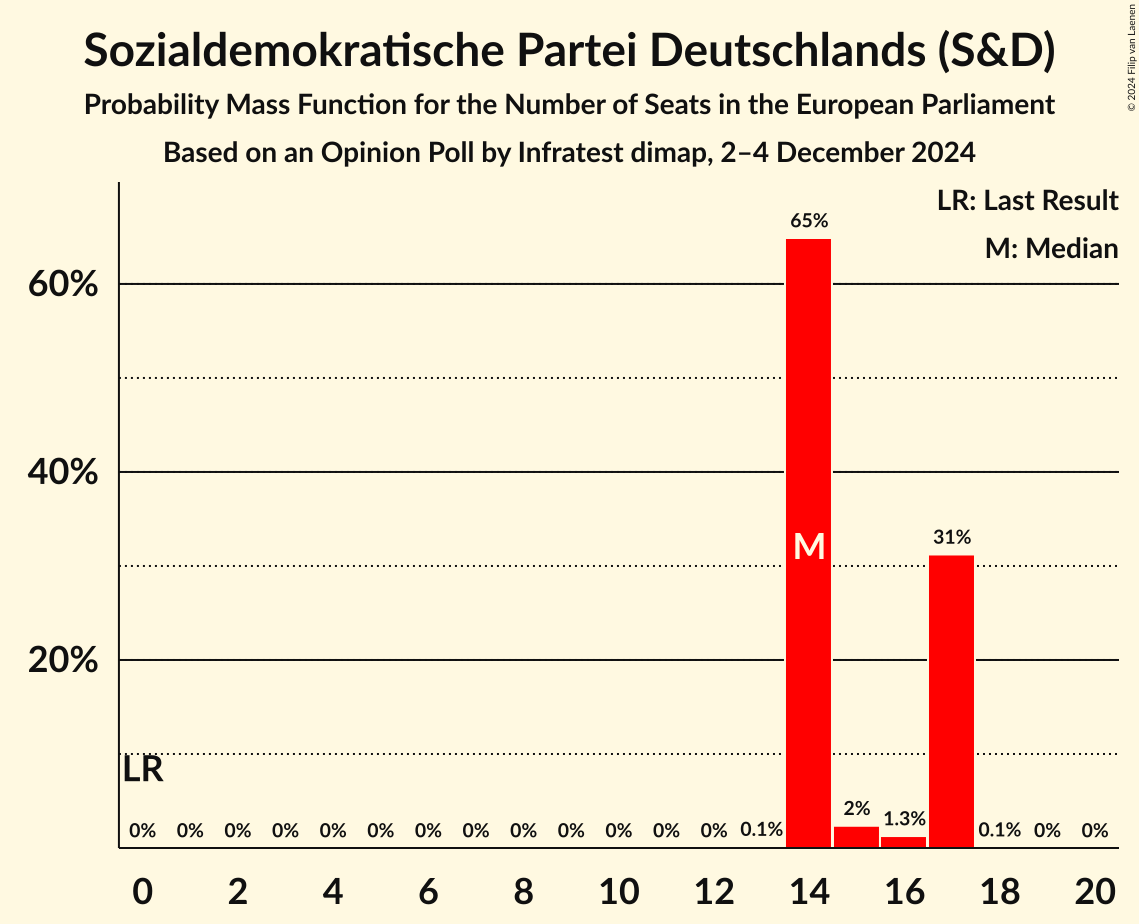 Sozialdemokratische Partei Deutschlands (S&D)
Probability Mass Function for the Number of Seats in the European Parliament
Based on an Opinion Poll by Infratest dimap, 2–4 December 2024
© 2024 Filip van Laenen
LR: Last Result
M: Median
65%
60%
40%
31%
M
20%
LR
2%
1.3%
0% 0% 0% 0% 0% 0% 0% 0% 0% 0% 0% 0% 0% 0.1% 0.1% 0% 0%
0 2 4 6 8 10 12 14 16 18 20